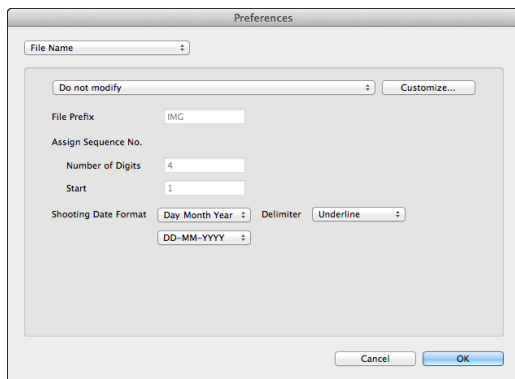 Preferences
File Name
Do not modify Customize...
File Prefix IMG
Assign Sequence No.
Number of Digits 4
Start 1
Shooting Date Format Day Month Year Delimiter Underline
DD-MM-YYYY
Cancel OK